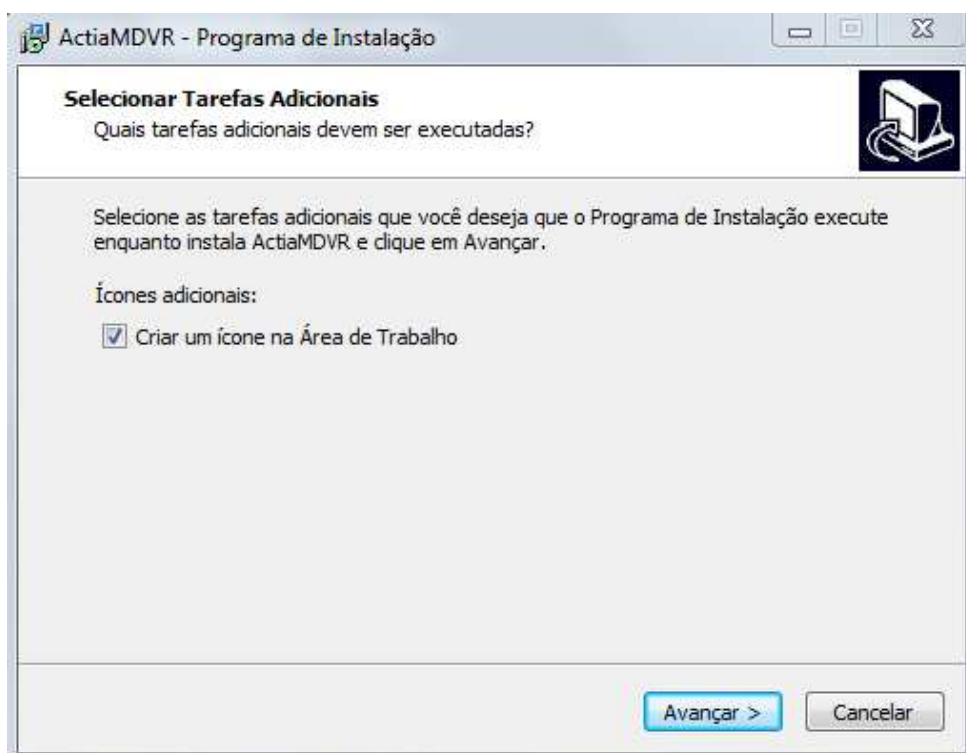 ActiaMDVR - Programa de Instalação
Selecionar Tarefas Adicionais
Quais tarefas adicionais devem ser executadas?
Selecione as tarefas adicionais que você deseja que o Programa de Instalação execute
enquanto instala ActiaMDVR e clique em Avançar.
Ícones adicionais:
Criar um ícone na Área de Trabalho
Avançar >
Cancelar